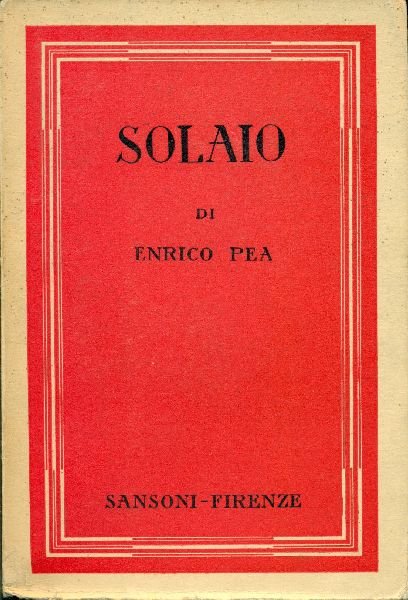 SOLAIO
DI
ENRICO PEA
SANSONI-FIRENZE